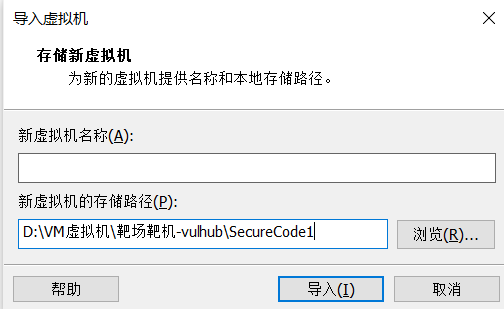 导入虚拟机
存储新虚拟机
为新的虚拟机提供名称和本地存储路径。
新虚拟机名称(A):
新虚拟机的存储路径(P):
D:\VM虚拟机\靶场靶机-vulhub\SecureCode1
浏览(R)...
帮助
导入(I)
取消